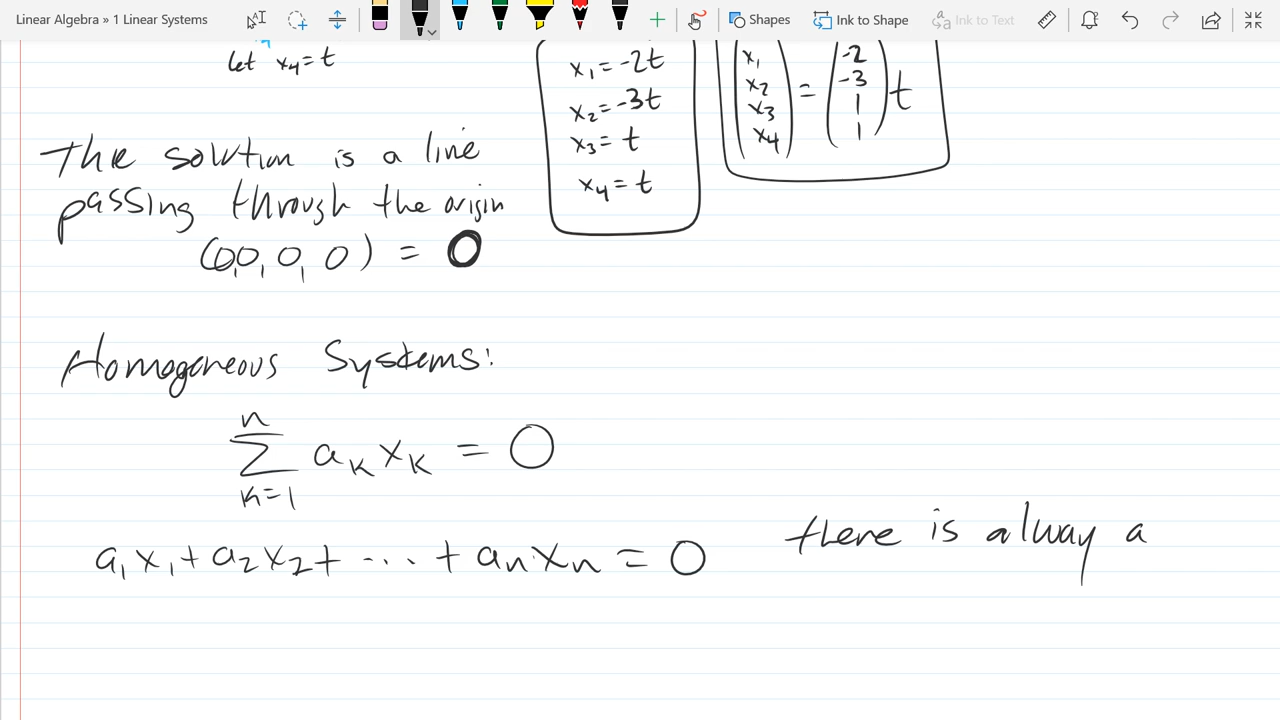 Linear Algebra » 1 Linear Systems
Shapes
Ink to Shape
Ink to Text
let x₄=t
x₁=-2t
x₂=-3t
x₃=t
x₄=t
(x₁ x₂ x₃ x₄) = (-2 -3 1 1) t
The solution is a line
passing through the origin
(0,0,0,0) = 0
Homogeneous Systems:
n
∑ aₖxₖ = 0
k=1
there is alway a
a₁x₁+a₂x₂+ ... + aₙxₙ = 0